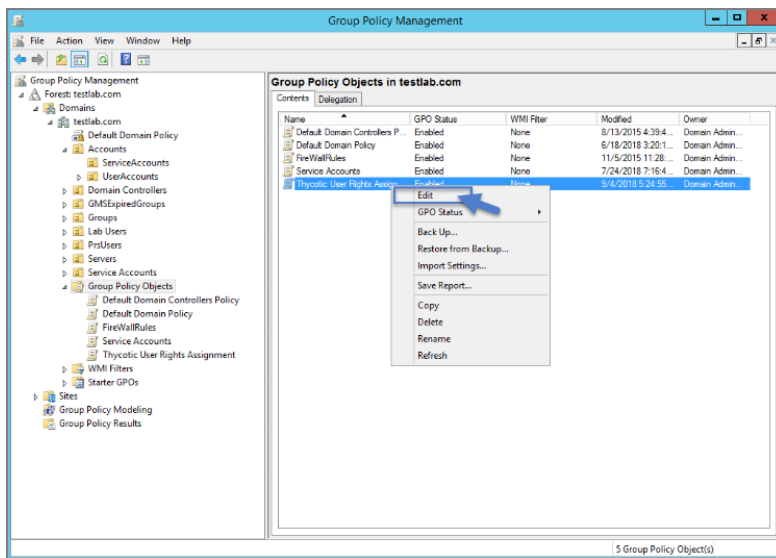 Group Policy Management
File Action View Window Help
Group Policy Management
Forest: testlab.com
Domains
testlab.com
Default Domain Policy
Accounts
ServiceAccounts
UserAccounts
Domain Controllers
GMSExpiredGroups
Groups
Lab Users
PrsUsers
Servers
Service Accounts
Group Policy Objects
Default Domain Controllers Policy
Default Domain Policy
FireWallRules
Service Accounts
Thycotic User Rights Assignment
WMI Filters
Starter GPOs
Sites
Group Policy Modeling
Group Policy Results
Group Policy Objects in testlab.com
Contents Delegation
Name GPO Status WMI Filter Modified Owner
Default Domain Controllers P... Enabled None 8/13/2015 4:39:4... Domain Admin...
Default Domain Policy Enabled None 6/18/2018 3:20:1... Domain Admin...
FireWallRules Enabled None 11/5/2015 11:28:... Domain Admin...
Service Accounts Enabled None 7/24/2018 7:16:4... Domain Admin...
Thycotic User Rights Assign... Enabled None 9/4/2018 5:24:55... Domain Admin...
Edit
GPO Status
Back Up...
Restore from Backup...
Import Settings...
Save Report...
Copy
Delete
Rename
Refresh
5 Group Policy Object(s)